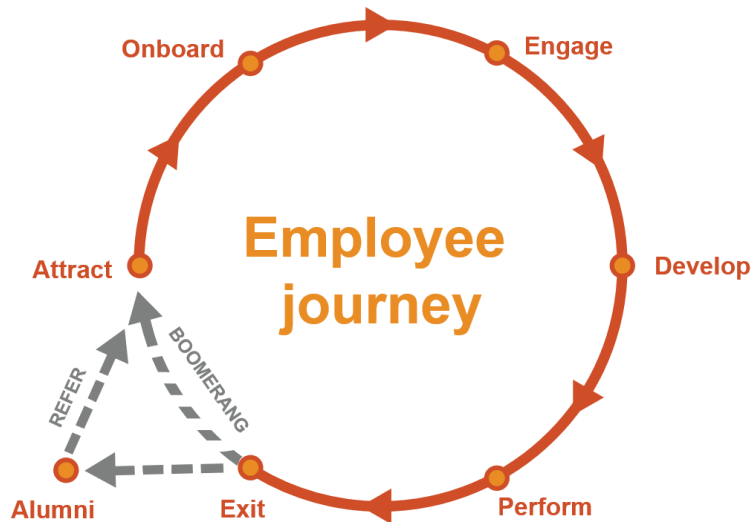 Onboard
Engage
Employee
journey
Attract
Develop
REFER
BOOMERANG
Alumni
Exit
Perform